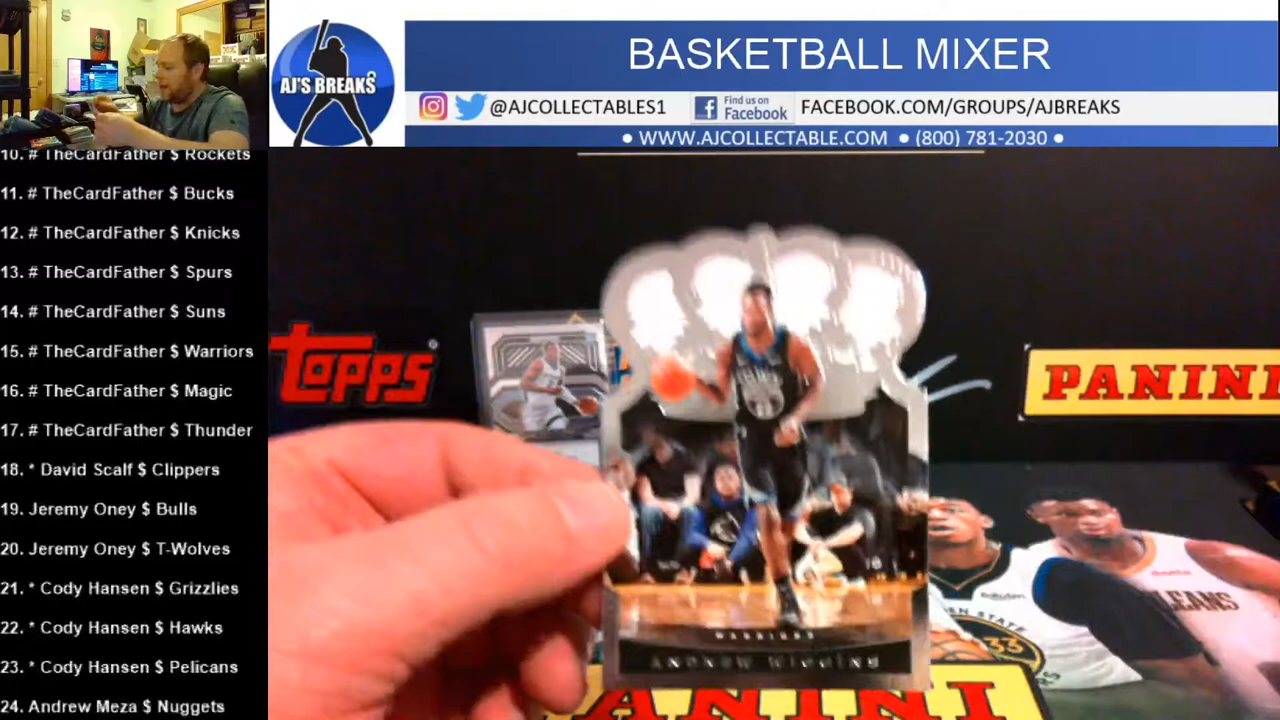 BASKETBALL MIXER
AJ'S BREAKS
@AJCOLLECTABLES1
Find us on
Facebook
FACEBOOK.COM/GROUPS/AJBREAKS
● WWW.AJCOLLECTABLE.COM ● (800) 781-2030 ●
10. # TheCardFather $ Rockets
11. # TheCardFather $ Bucks
12. # TheCardFather $ Knicks
13. # TheCardFather $ Spurs
14. # TheCardFather $ Suns
15. # TheCardFather $ Warriors
16. # TheCardFather $ Magic
17. # TheCardFather $ Thunder
18. * David Scalf $ Clippers
19. Jeremy Oney $ Bulls
20. Jeremy Oney $ T-Wolves
21. * Cody Hansen $ Grizzlies
22. * Cody Hansen $ Hawks
23. * Cody Hansen $ Pelicans
24. Andrew Meza $ Nuggets
TOPPS
PANINI
WARRIORS
ANDREW WIGGINS
33
PANINI